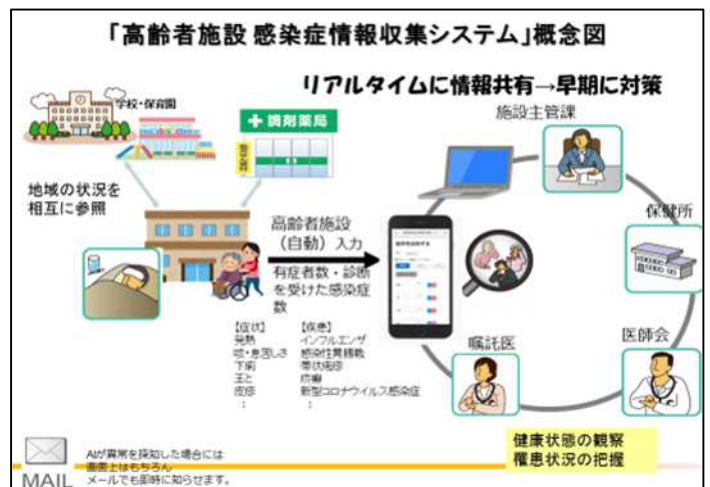 「高齢者施設 感染症情報収集システム」概念図
リアルタイムに情報共有→早期に対策
学校・保育園
調剤薬局
施設主管課
地域の状況を
相互に参照
高齢者施設
（自動）入力
有症者数・診断
を受けた感染症
数
保健所
【症状】
発熱
咳・息苦しさ
下痢
嘔吐
皮疹
：
【疾患】
インフルエンザ
感染性胃腸炎
帯状疱疹
疥癬
新型コロナウイルス感染症
：
嘱託医
医師会
健康状態の観察
罹患状況の把握
MAIL
AIが異常を探知した場合には
画面上はもちろん
メールでも即時に知らせます。